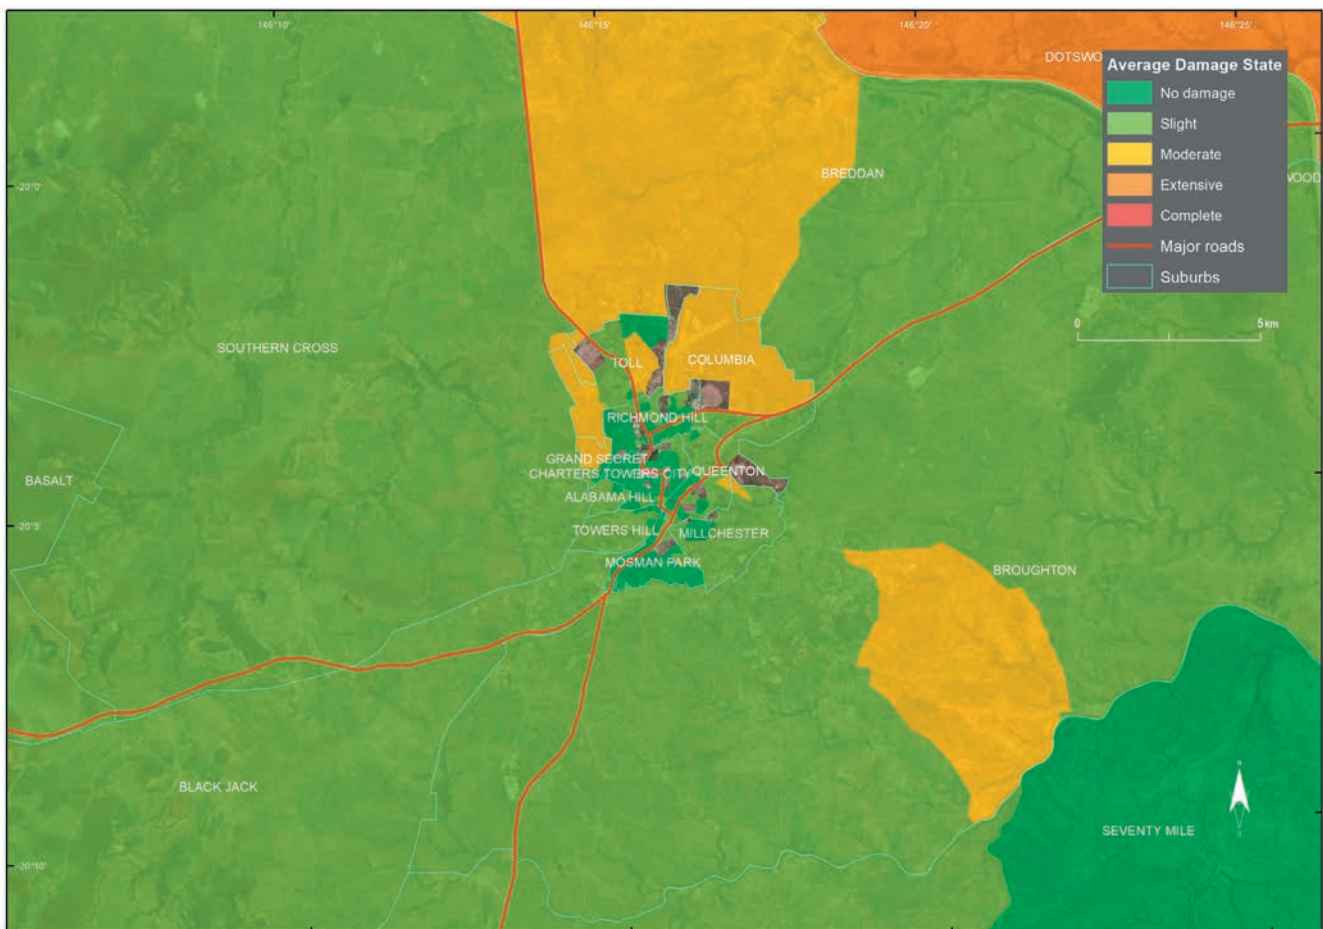 146°10'
146°15'
146°20'
146°25'
DOTSWO
Average Damage State
No damage
Slight
Moderate
Extensive
Complete
Major roads
Suburbs
0
5km
-20°0'
BREDDAN
WOOD
SOUTHERN CROSS
TOLL
COLUMBIA
RICHMOND HILL
GRAND SECRET
CHARTERS TOWERS CITY
QUEENTON
BASALT
ALABAMA HILL
-20°5'
TOWERS HILL
MILLCHESTER
MOSMAN PARK
BROUGHTON
BLACK JACK
N
S
SEVENTY MILE
-20°10'